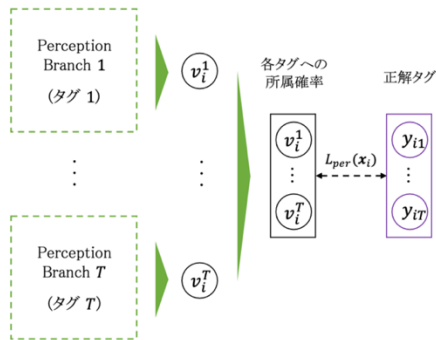 Perception
Branch 1
(タグ 1)
v_i^1
⋮
⋮
Perception
Branch T
(タグ T)
v_i^T
各タグへの
所属確率
v_i^1
⋮
v_i^T
L_per(x_i)
正解タグ
y_i1
⋮
y_iT